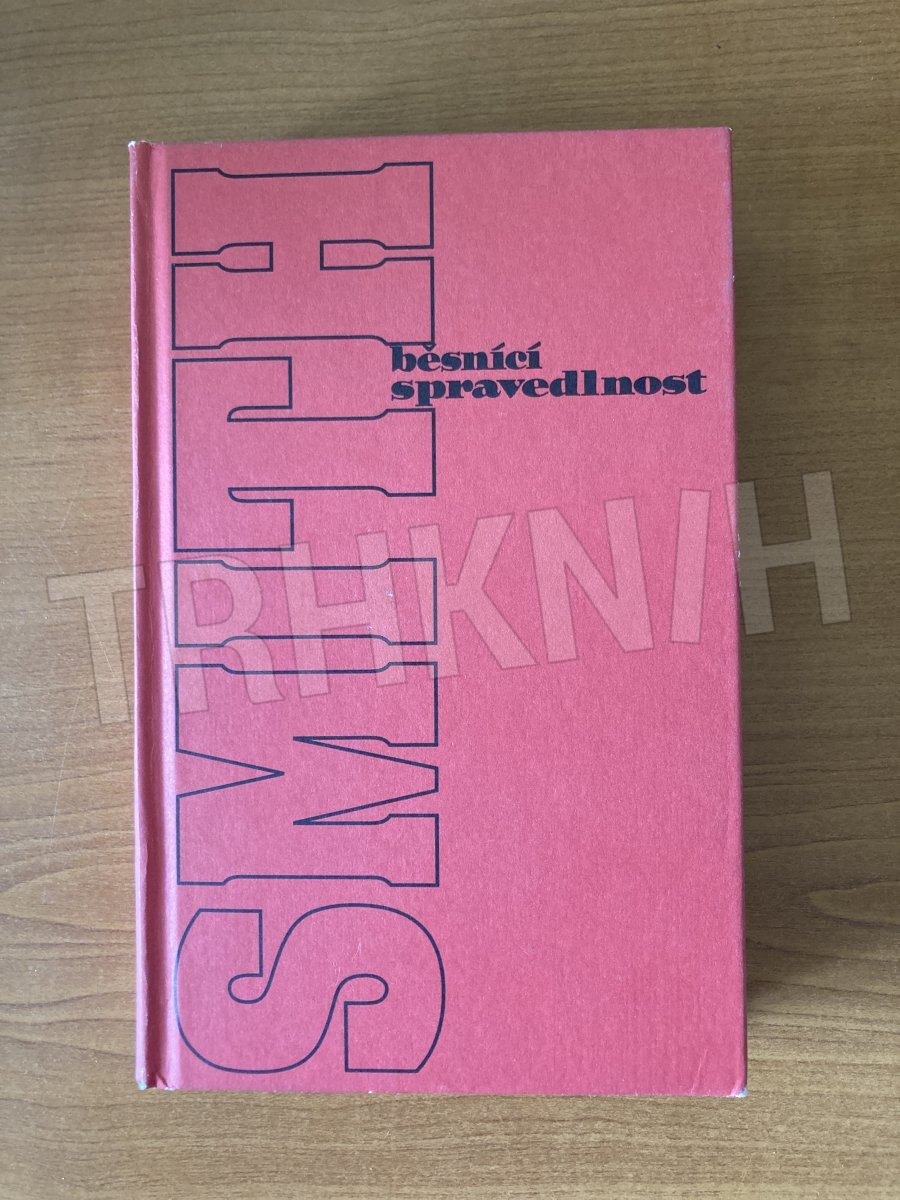 SMITH
běsnící
spravedlnost
TRHKNIH